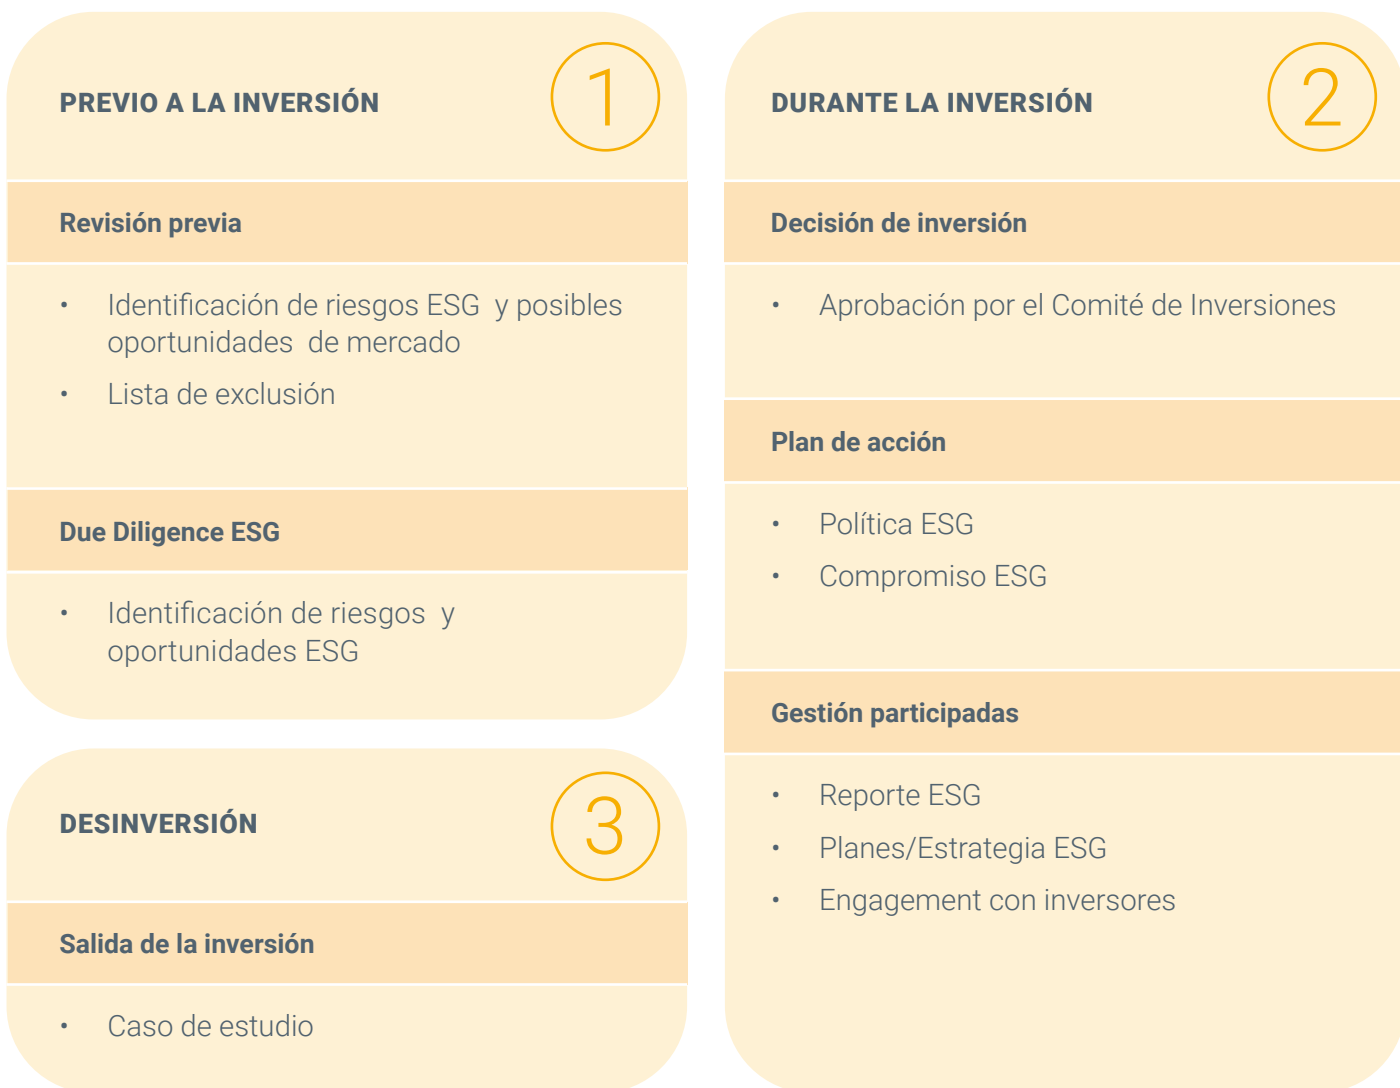 PREVIO A LA INVERSIÓN
1
Revisión previa
• Identificación de riesgos ESG y posibles
oportunidades de mercado
• Lista de exclusión
Due Diligence ESG
• Identificación de riesgos y
oportunidades ESG
DURANTE LA INVERSIÓN
2
Decisión de inversión
• Aprobación por el Comité de Inversiones
Plan de acción
• Política ESG
• Compromiso ESG
Gestión participadas
• Reporte ESG
• Planes/Estrategia ESG
• Engagement con inversores
DESINVERSIÓN
3
Salida de la inversión
• Caso de estudio